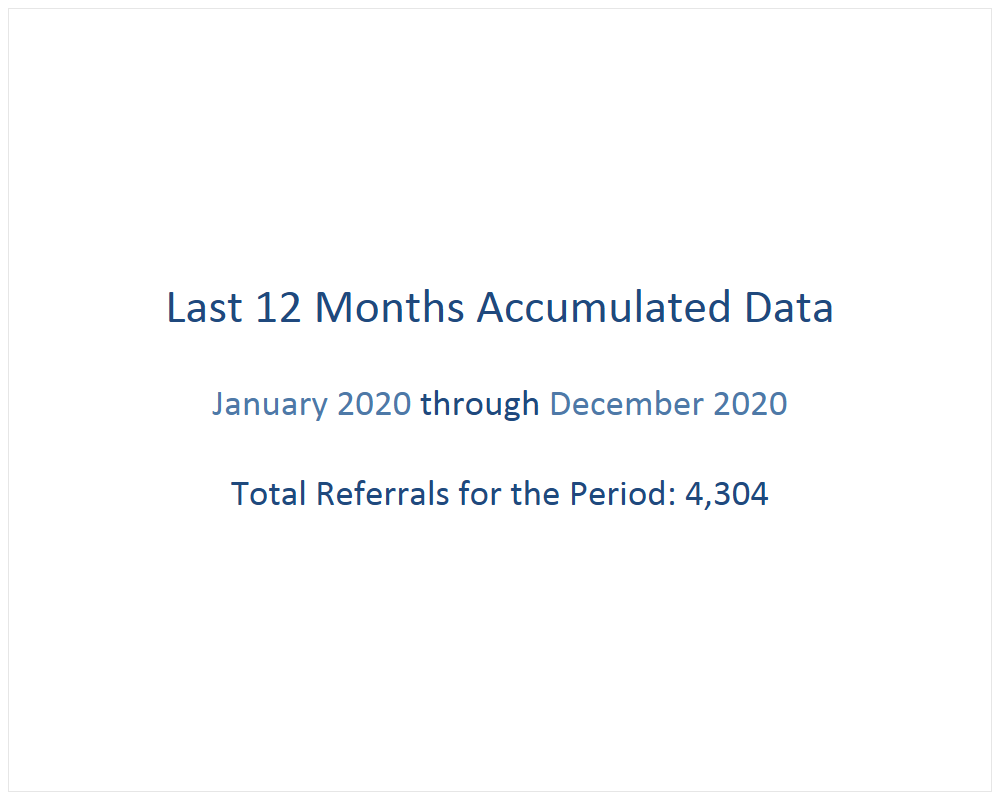 Last 12 Months Accumulated Data
January 2020 through December 2020
Total Referrals for the Period: 4,304